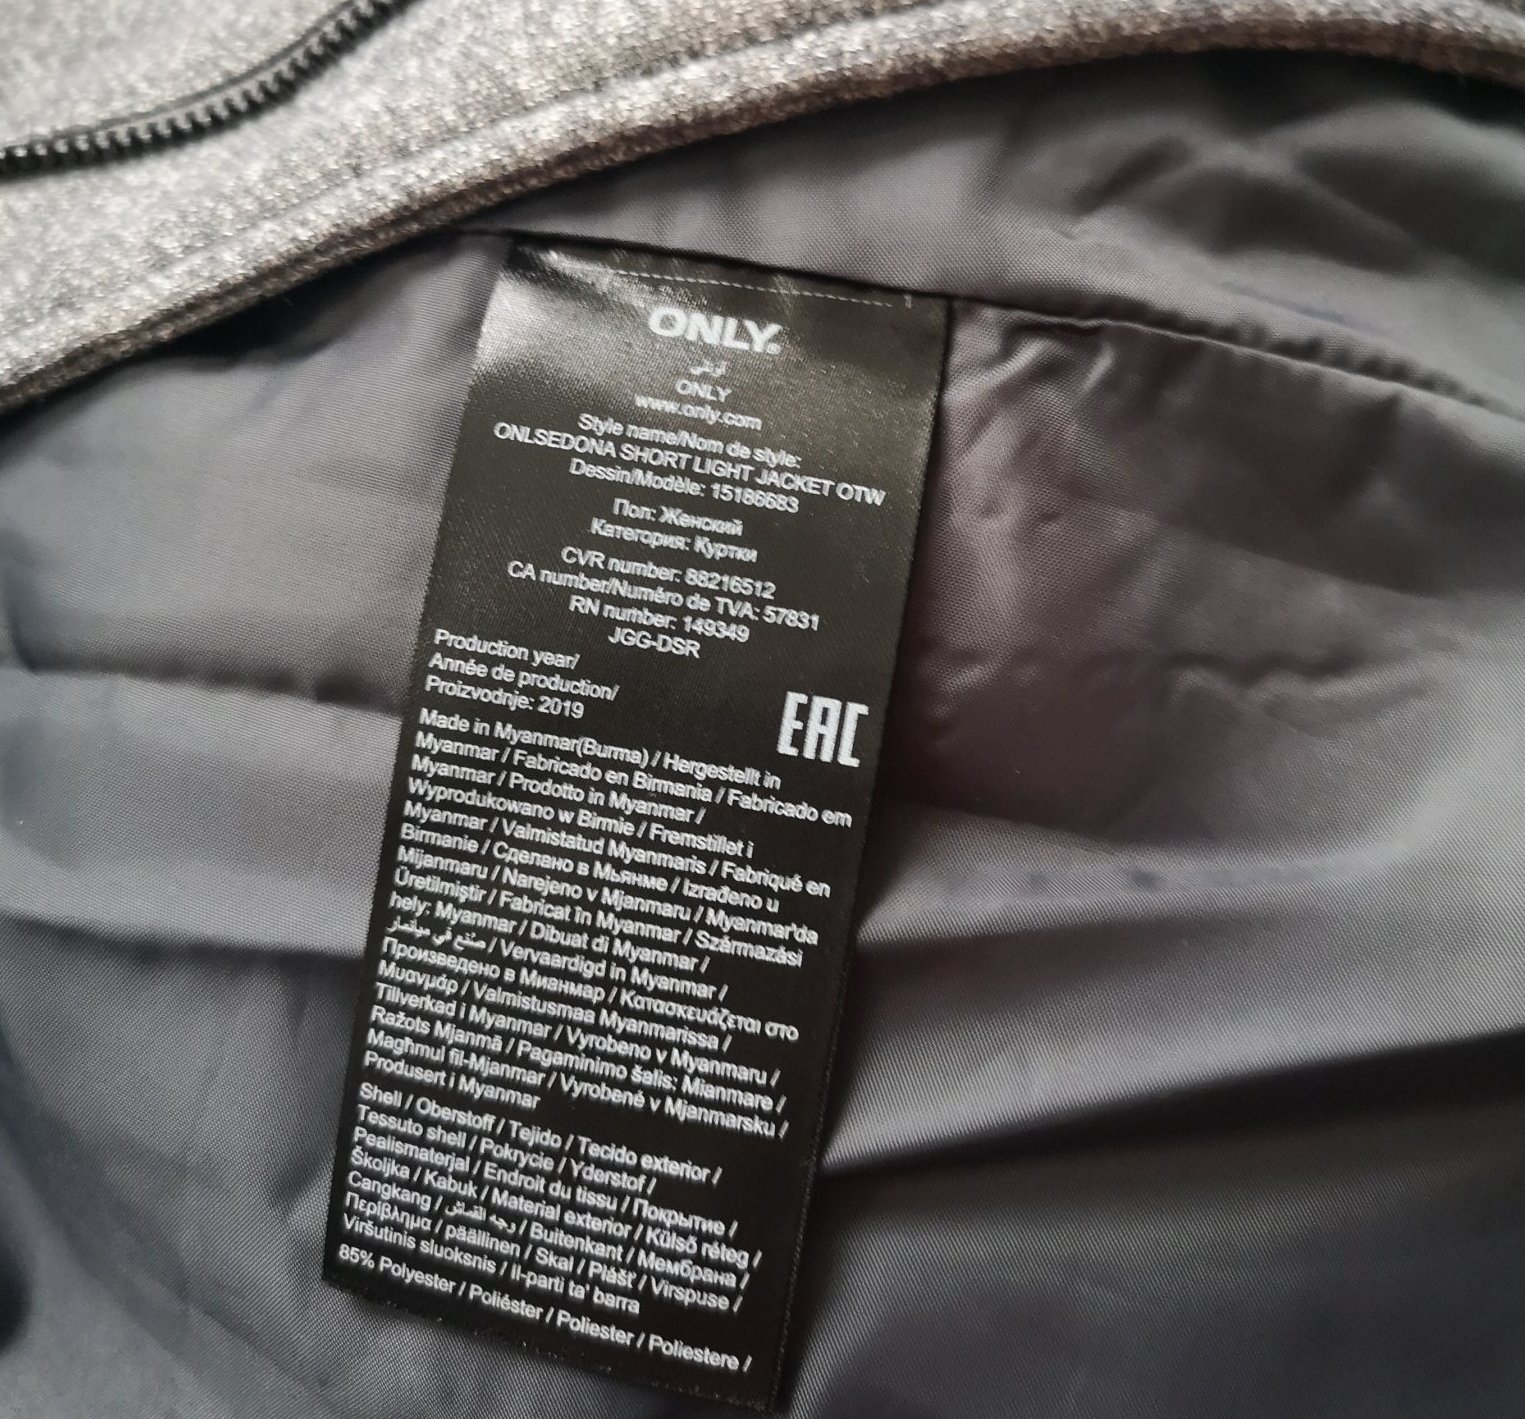 ONLY.
اونلي
ONLY
www.only.com
Style name/Nom de style:
ONLSEDONA SHORT LIGHT JACKET OTW
Dessin/Modèle: 15186683
Пол: Женский
Категория: Куртки
CVR number: 88216512
CA number/Numéro de TVA: 57831
RN number: 149349
JGG-DSR
Production year/
Année de production/
Proizvodnje: 2019
EAC
Made in Myanmar(Burma) / Hergestellt in
Myanmar / Fabricado en Birmania / Fabricado em
Myanmar / Prodotto in Myanmar /
Wyprodukowano w Birmie / Fremstillet i
Myanmar / Valmistatud Myanmaris / Fabriqué en
Birmanie / Сделано в Мьянме / Izrađeno u
Mijanmaru / Narejeno v Mjanmaru / Myanmar'da
Üretilmiştir / Fabricat în Myanmar / Származási
hely: Myanmar / Dibuat di Myanmar /
صنع في ميانمار / Vervaardigd in Myanmar /
Произведено в Мианмар / Κατασκευάζεται στο
Μιανμάρ / Valmistusmaa Myanmarissa /
Tillverkad i Myanmar / Vyrobeno v Myanmaru /
Ražots Mjanmā / Pagaminimo šalis: Mianmare /
Magħmul fil-Mjanmar / Vyrobené v Mjanmarsku /
Produsert i Myanmar
Shell / Oberstoff / Tejido / Tecido exterior /
Tessuto shell / Pokrycie / Yderstof /
Pealismaterjal / Endroit du tissu / Покрытие /
Školjka / Kabuk / Material exterior / Külső réteg /
Cangkang / وجه القماش / Buitenkant / Мембрана /
Περίβλημα / päällinen / Skal / Plášť / Virspuse /
Viršutinis sluoksnis / Il-parti ta' barra
85% Polyester / Poliéster / Poliester / Poliestere /